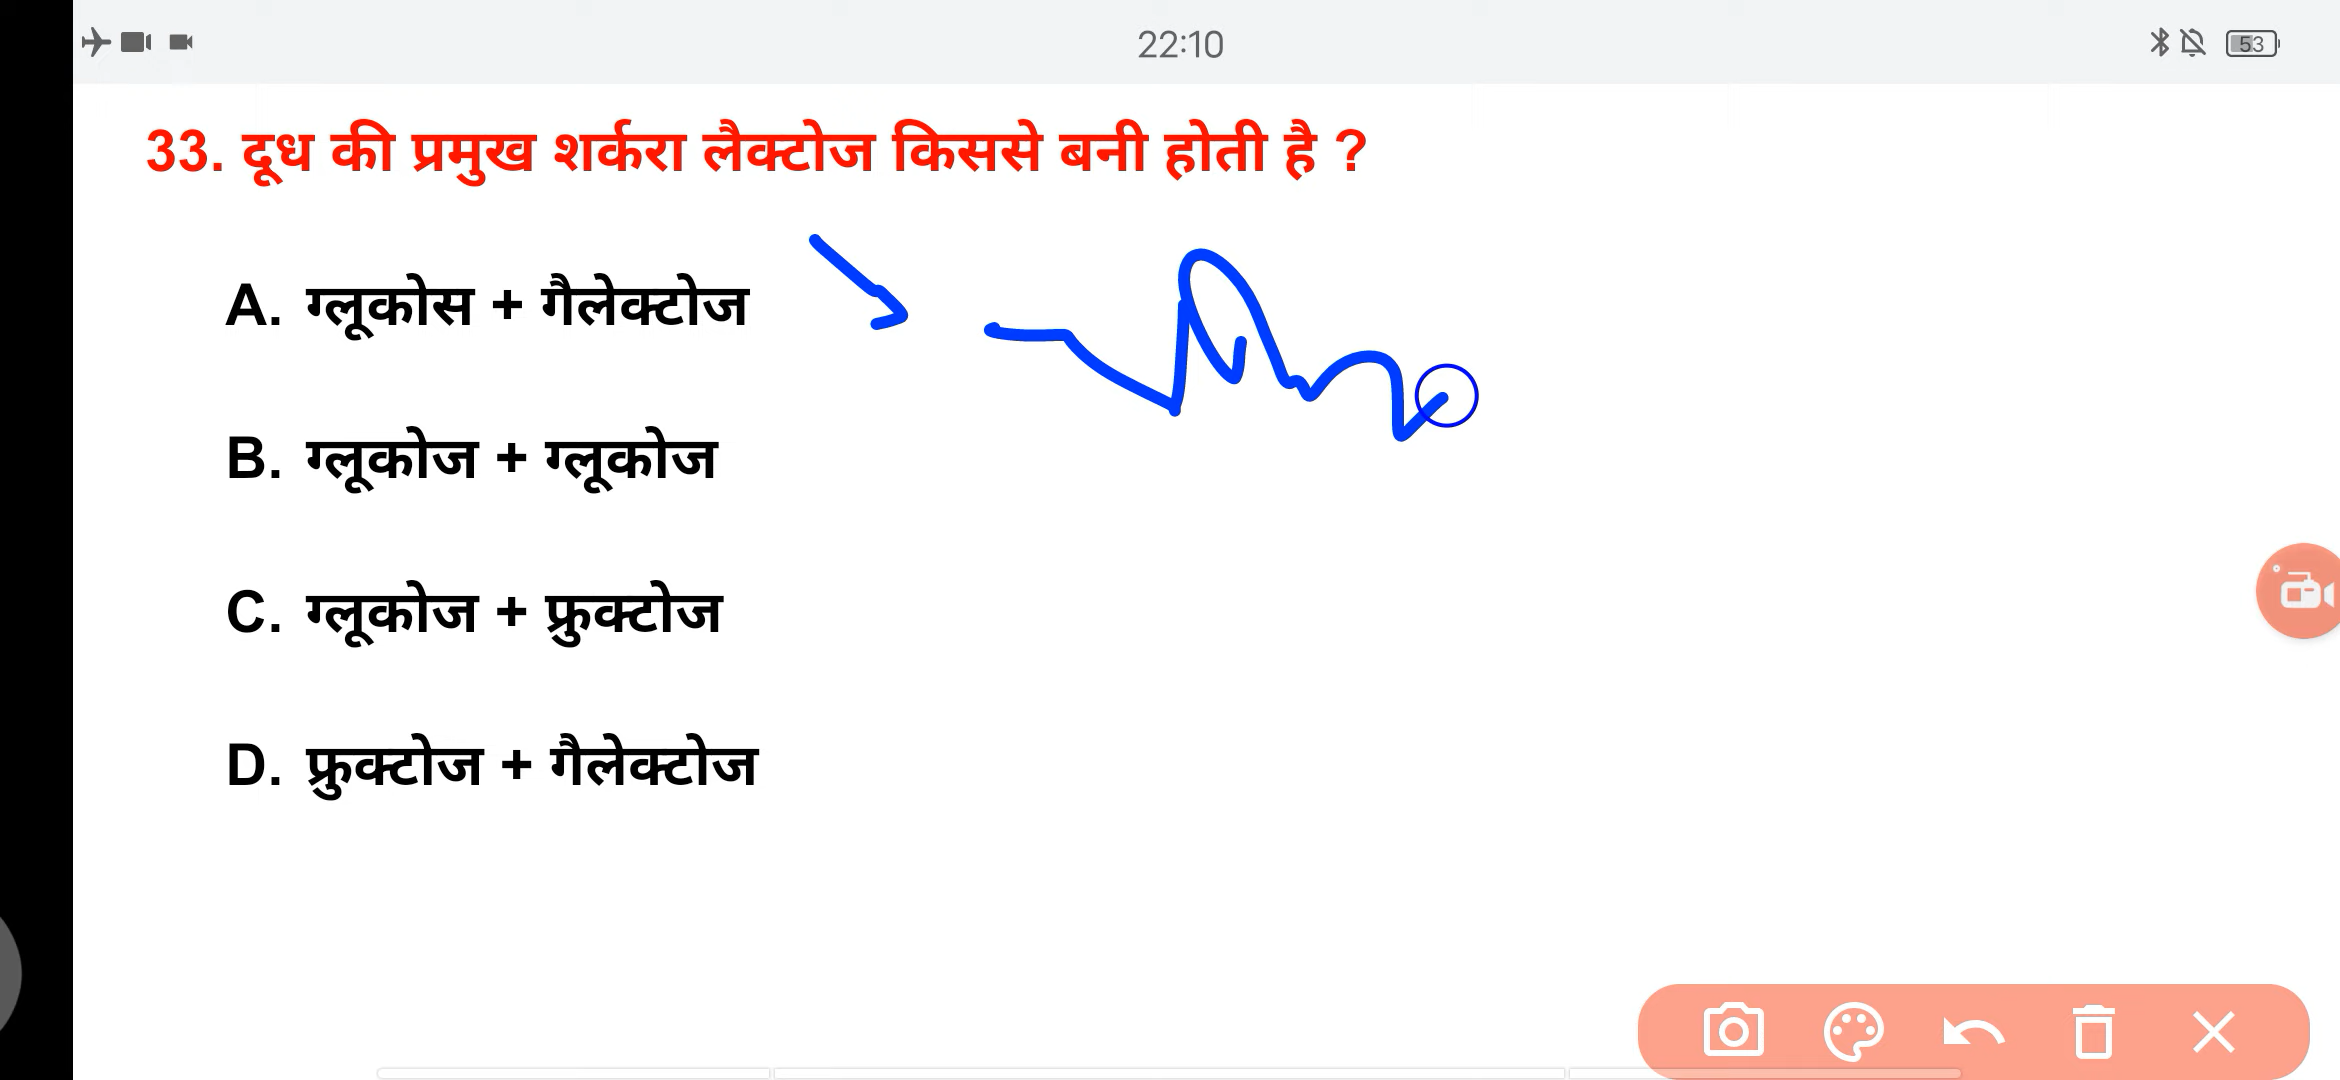 22:10
53
33. दूध की प्रमुख शर्करा लैक्टोज किससे बनी होती है ?
A. ग्लूकोस + गैलेक्टोज
B. ग्लूकोज + ग्लूकोज
C. ग्लूकोज + फ्रुक्टोज
D. फ्रुक्टोज + गैलेक्टोज